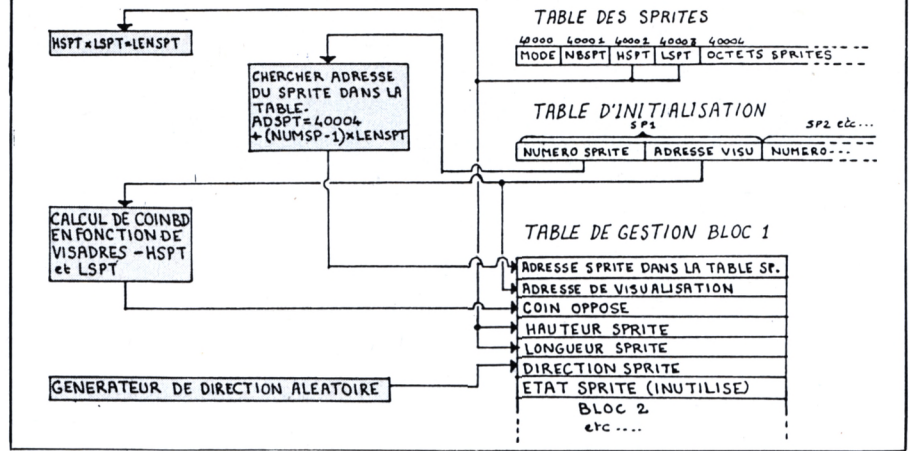 TABLE DES SPRITES
40000 40001 40002 40003 40004
MODE NBSPT HSPT LSPT OCTETS SPRITES
HSPT×LSPT=LENSPT
CHERCHER ADRESSE
DU SPRITE DANS LA
TABLE.
ADSPT=40004
+(NUMSP-1)×LENSPT
TABLE D'INITIALISATION
SP1 SP2 etc...
NUMERO SPRITE ADRESSE VISU NUMERO---
CALCUL DE COINBD
EN FONCTION DE
VISADRES -HSPT
et LSPT
TABLE DE GESTION BLOC 1
ADRESSE SPRITE DANS LA TABLE SP.
ADRESSE DE VISUALISATION
COIN OPPOSE
HAUTEUR SPRITE
LONGUEUR SPRITE
DIRECTION SPRITE
ETAT SPRITE (INUTILISE)
GENERATEUR DE DIRECTION ALEATOIRE
BLOC 2
etc ....